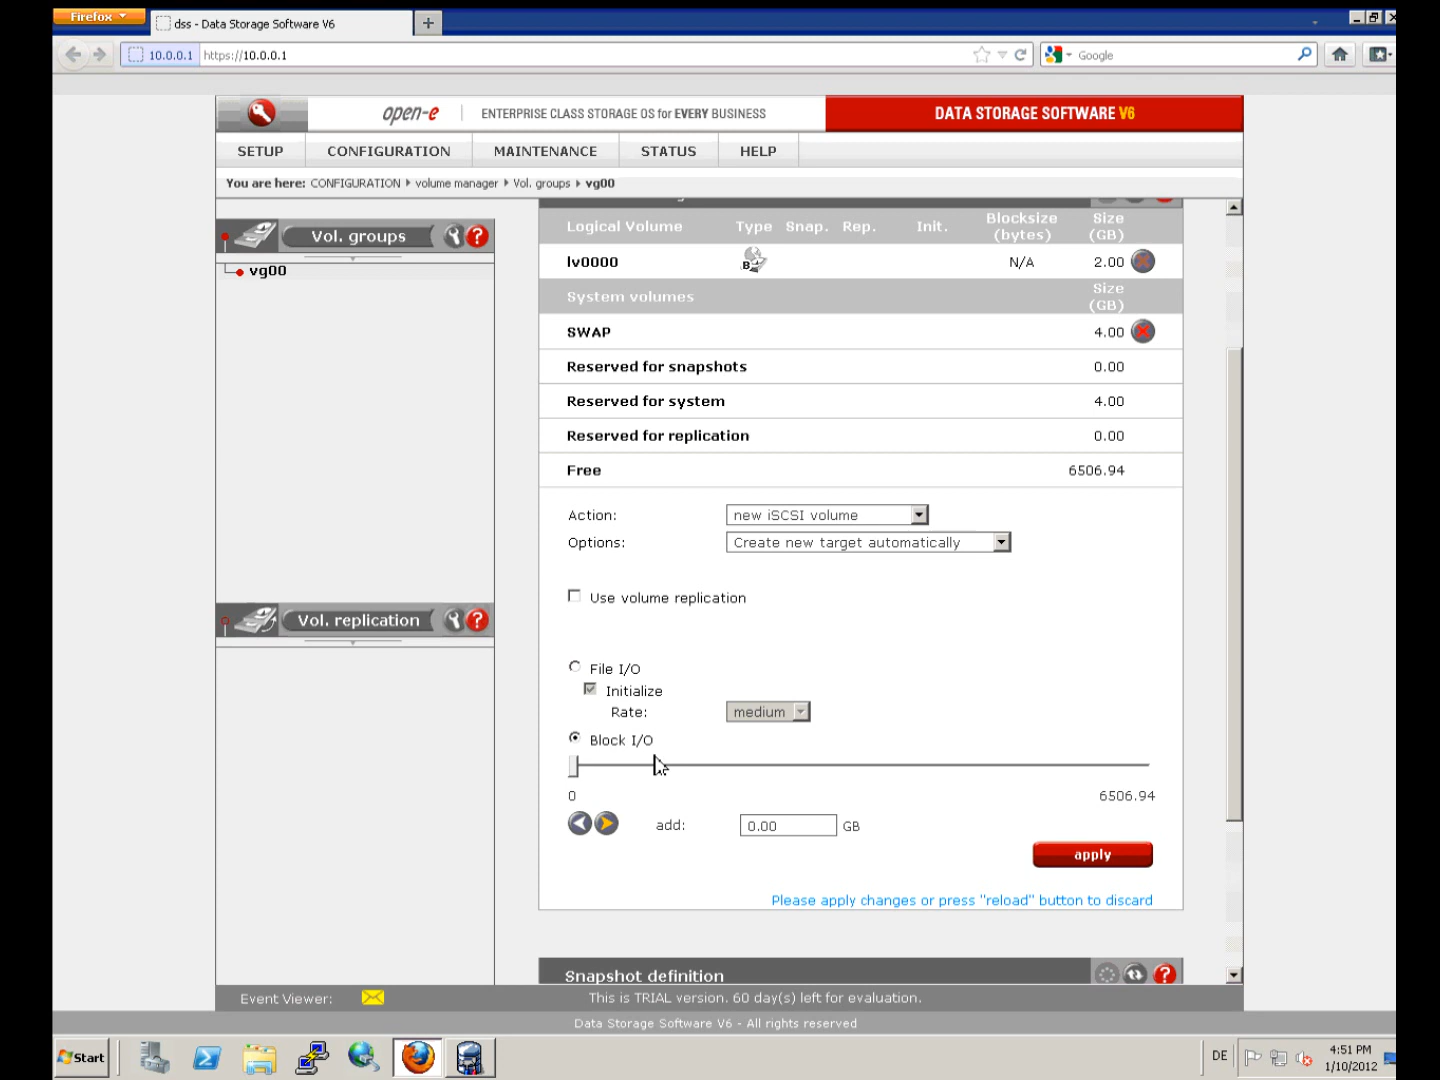 Firefox
dss - Data Storage Software V6
10.0.0.1 https://10.0.0.1
Google
open-e ENTERPRISE CLASS STORAGE OS for EVERY BUSINESS DATA STORAGE SOFTWARE V6
SETUP CONFIGURATION MAINTENANCE STATUS HELP
You are here: CONFIGURATION volume manager Vol. groups vg00
Vol. groups
vg00
Vol. replication
Logical Volume Type Snap. Rep. Init. Blocksize (bytes) Size (GB)
lv0000 B N/A 2.00
System volumes Size (GB)
SWAP 4.00
Reserved for snapshots 0.00
Reserved for system 4.00
Reserved for replication 0.00
Free 6506.94
Action: new iSCSI volume
Options: Create new target automatically
Use volume replication
File I/O
Initialize
Rate: medium
Block I/O
0 6506.94
add: 0.00 GB
apply
Please apply changes or press "reload" button to discard
Snapshot definition
Event Viewer: This is TRIAL version. 60 day(s) left for evaluation.
Data Storage Software V6 - All rights reserved
Start DE 4:51 PM
1/10/2012